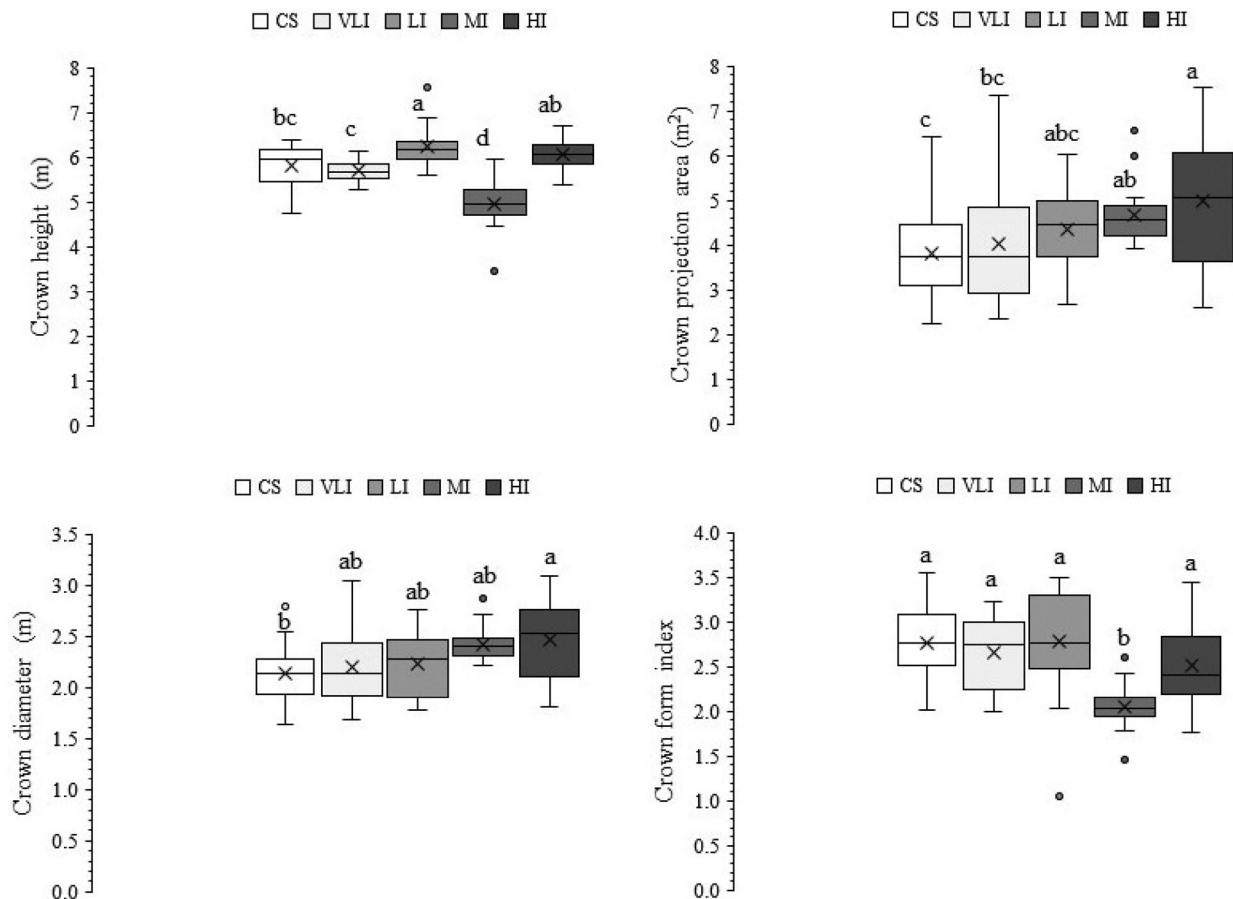 CS VLI LI MI HI
Crown height (m)
8
7
6
5
4
3
2
1
0
bc c a d ab
CS VLI LI MI HI
Crown projection area (m²)
8
7
6
5
4
3
2
1
0
c bc abc ab a
CS VLI LI MI HI
Crown diameter (m)
3.5
3.0
2.5
2.0
1.5
1.0
0.5
0.0
b ab ab ab a
CS VLI LI MI HI
Crown form index
4.0
3.5
3.0
2.5
2.0
1.5
1.0
0.5
0.0
a a a b a